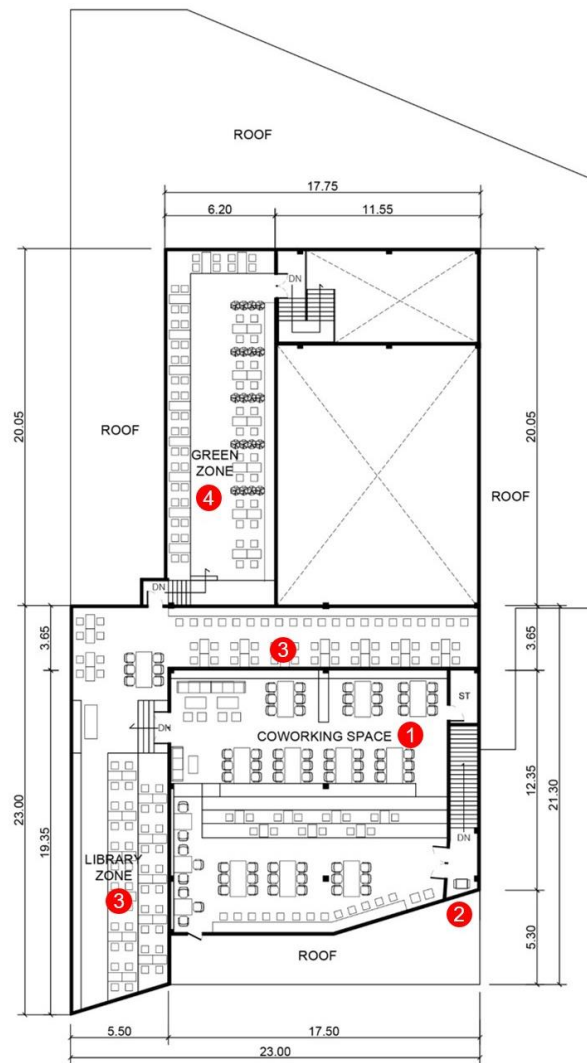 ROOF
17.75
6.20
11.55
DN
20.05
ROOF
GREEN
ZONE
4
20.05
ROOF
DN
3.65
3
3.65
ST
COWORKING SPACE
1
DN
DN
23.00
19.35
LIBRARY
ZONE
3
12.35
21.30
2
5.30
ROOF
5.50
17.50
23.00